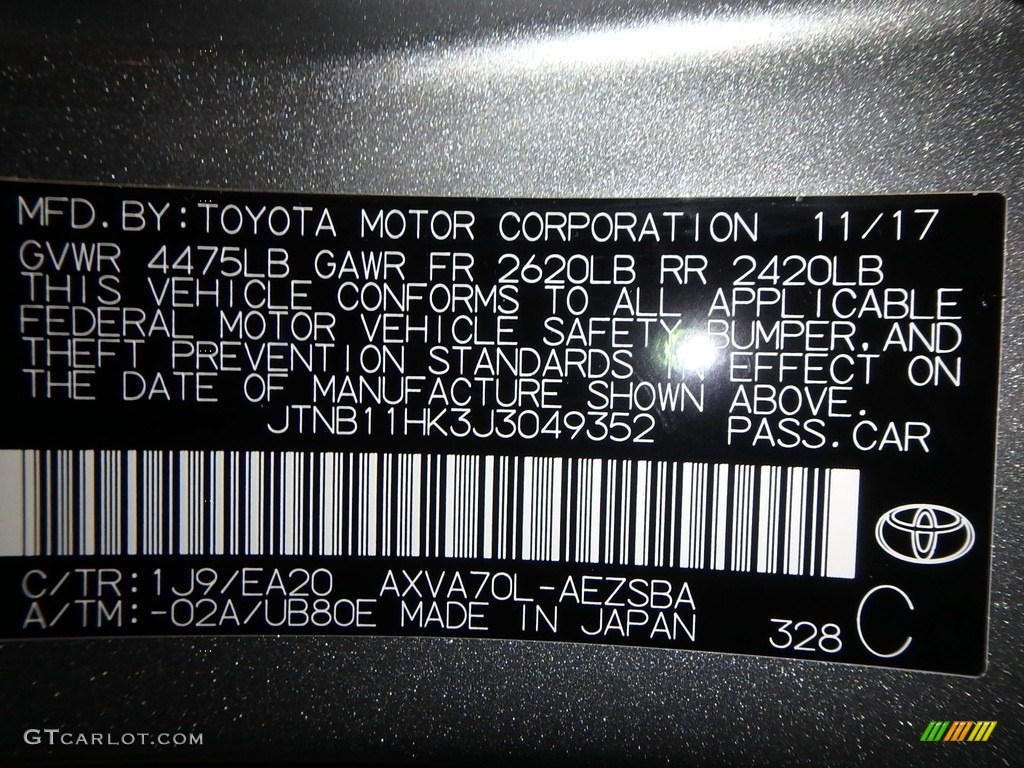 MFD. BY: TOYOTA MOTOR CORPORATION 11/17
GVWR 4475LB GAWR FR 2620LB RR 2420LB
THIS VEHICLE CONFORMS TO ALL APPLICABLE
FEDERAL MOTOR VEHICLE SAFETY, BUMPER, AND
THEFT PREVENTION STANDARDS IN EFFECT ON
THE DATE OF MANUFACTURE SHOWN ABOVE.
JTNB11HK3J3049352 PASS. CAR
C/TR: 1J9/EA20 AXVA70L-AEZSBA
A/TM: -02A/UB80E MADE IN JAPAN 328 C
GTCARLOT.COM